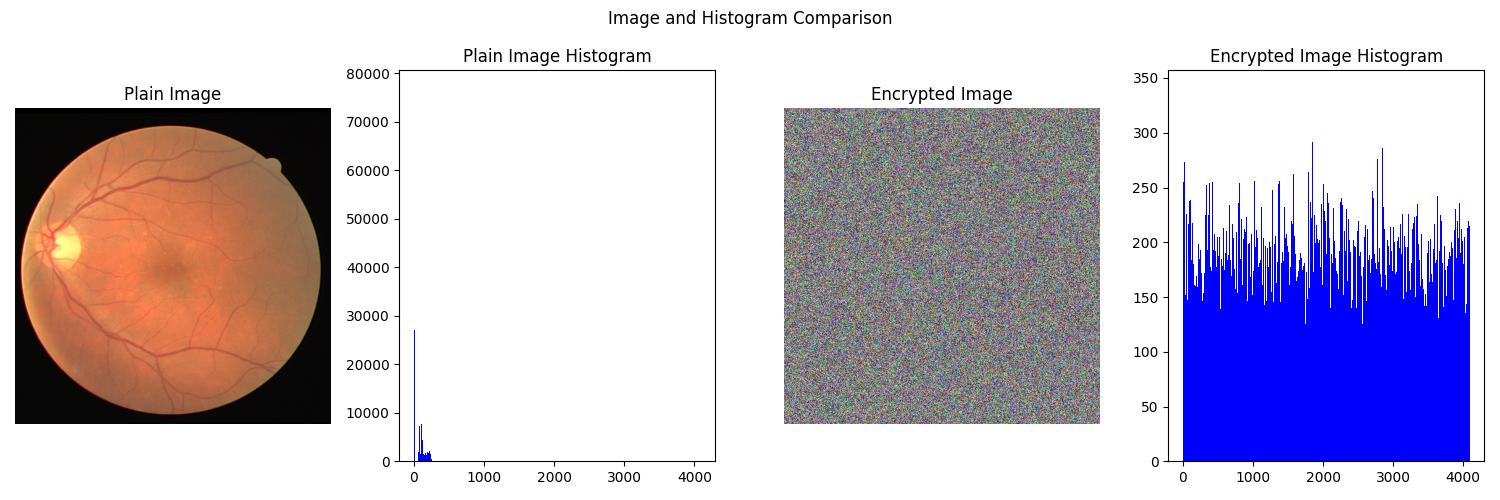 Image and Histogram Comparison
Plain Image
Plain Image Histogram
80000
70000
60000
50000
40000
30000
20000
10000
0
0 1000 2000 3000 4000
Encrypted Image
Encrypted Image Histogram
350
300
250
200
150
100
50
0
0 1000 2000 3000 4000